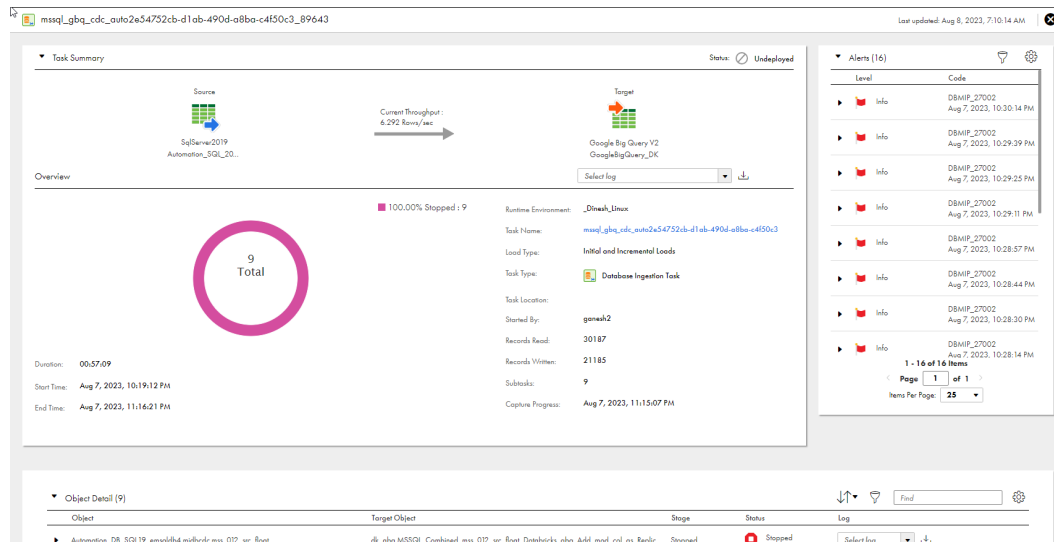 mssql_gbq_cdc_auto2e54752cb-d1ab-490d-a8ba-c4f50c3_89643
Last updated: Aug 8, 2023, 7:10:14 AM
Task Summary
Status: Undeployed
Source
Target
Current Throughput :
6.292 Rows/sec
SqlServer2019
Automation_SQL_20...
Google Big Query V2
GoogleBigQuery_DK
Overview
Select log
100.00% Stopped : 9
9
Total
Runtime Environment: _Dinesh_Linux
Task Name: mssql_gbq_cdc_auto2e54752cb-d1ab-490d-a8ba-c4f50c3
Load Type: Initial and Incremental Loads
Task Type: Database Ingestion Task
Task Location:
Started By: ganesh2
Records Read: 30187
Records Written: 21185
Subtasks: 9
Capture Progress: Aug 7, 2023, 11:15:07 PM
Duration: 00:57:09
Start Time: Aug 7, 2023, 10:19:12 PM
End Time: Aug 7, 2023, 11:16:21 PM
Alerts (16)
Level Code
Info DBMIP_27002
Aug 7, 2023, 10:30:14 PM
Info DBMIP_27002
Aug 7, 2023, 10:29:39 PM
Info DBMIP_27002
Aug 7, 2023, 10:29:25 PM
Info DBMIP_27002
Aug 7, 2023, 10:29:11 PM
Info DBMIP_27002
Aug 7, 2023, 10:28:57 PM
Info DBMIP_27002
Aug 7, 2023, 10:28:44 PM
Info DBMIP_27002
Aug 7, 2023, 10:28:30 PM
Info DBMIP_27002
Aug 7, 2023, 10:28:14 PM
1 - 16 of 16 Items
Page 1 of 1
Items Per Page: 25
Object Detail (9)
Find
Object Target Object Stage Status Log
Automation_DB_SQL19_emsoldb4.midhcdc.mss_012_src_float dk_gbq.MSSQL_Combined_mss_012_src_float_Databricks_gbq_Add_mod_col_as_Replic Stopped Stopped Select log